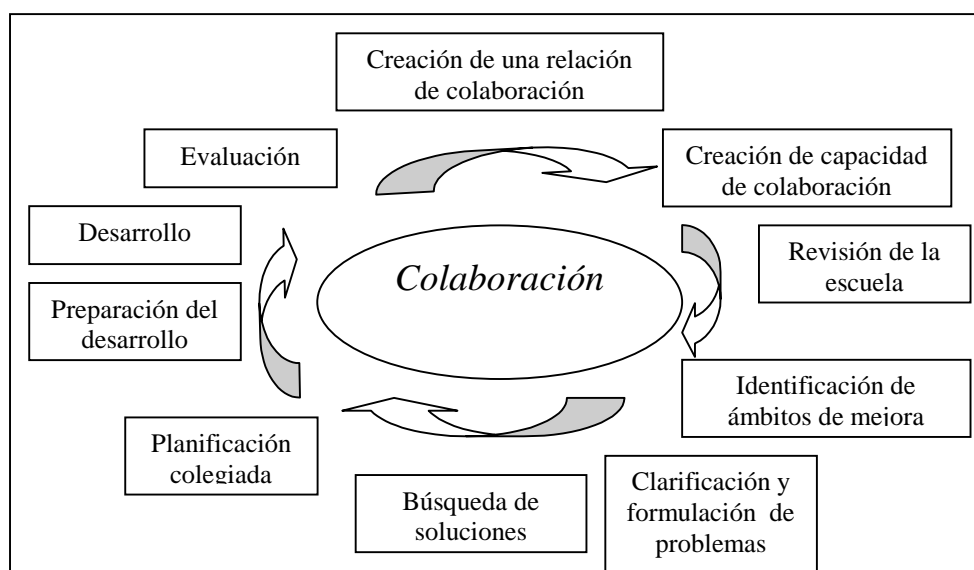 Creación de una relación
de colaboración
Creación de capacidad
de colaboración
Revisión de la
escuela
Identificación de
ámbitos de mejora
Clarificación y
formulación de
problemas
Búsqueda de
soluciones
Planificación
colegiada
Preparación del
desarrollo
Desarrollo
Evaluación
Colaboración